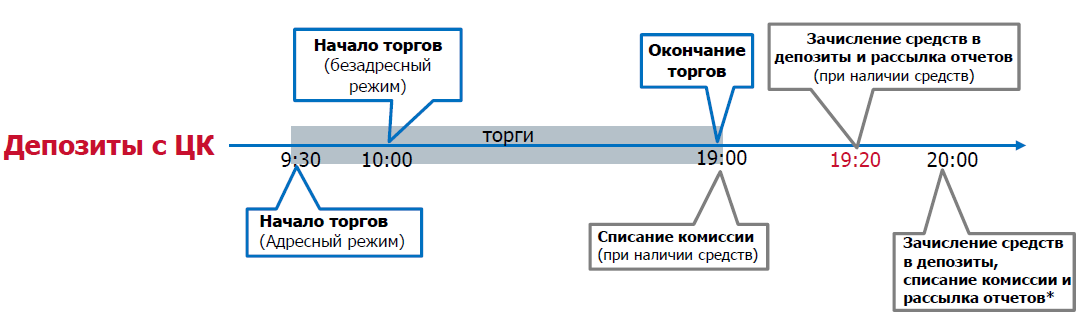 Начало торгов
(безадресный
режим)
Окончание
торгов
Зачисление средств в
депозиты и рассылка отчетов
(при наличии средств)
Депозиты с ЦК
торги
9:30
10:00
19:00
19:20
20:00
Начало торгов
(Адресный режим)
Списание комиссии
(при наличии средств)
Зачисление средств
в депозиты,
списание комиссии и
рассылка отчетов*